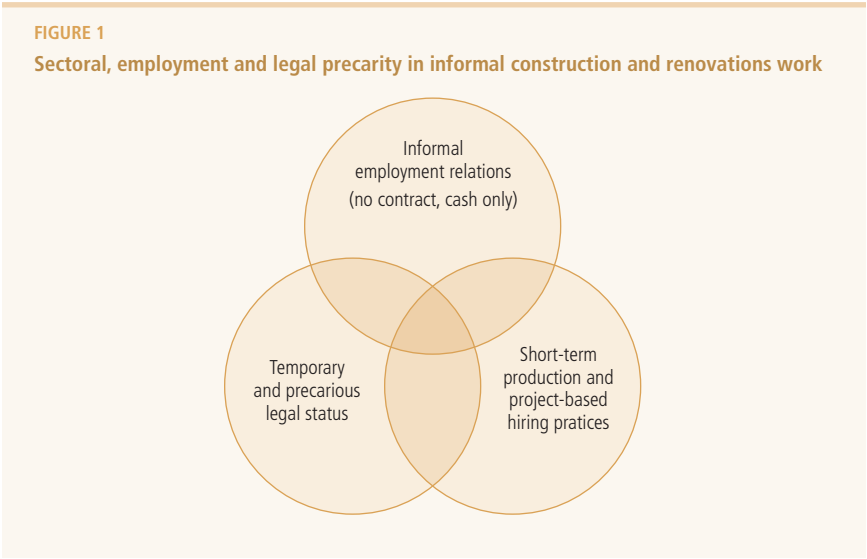 FIGURE 1
Sectoral, employment and legal precarity in informal construction and renovations work
Informal
employment relations
(no contract, cash only)
Temporary
and precarious
legal status
Short-term
production and
project-based
hiring pratices